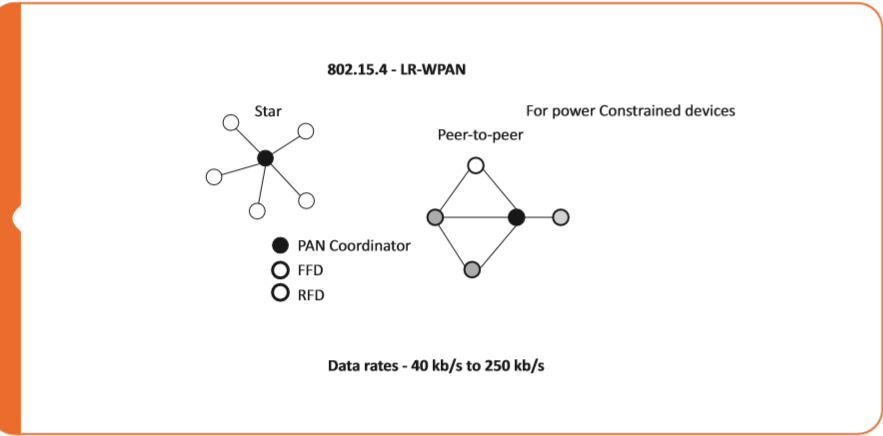 802.15.4 - LR-WPAN
Star
For power Constrained devices
Peer-to-peer
PAN Coordinator
FFD
RFD
Data rates - 40 kb/s to 250 kb/s